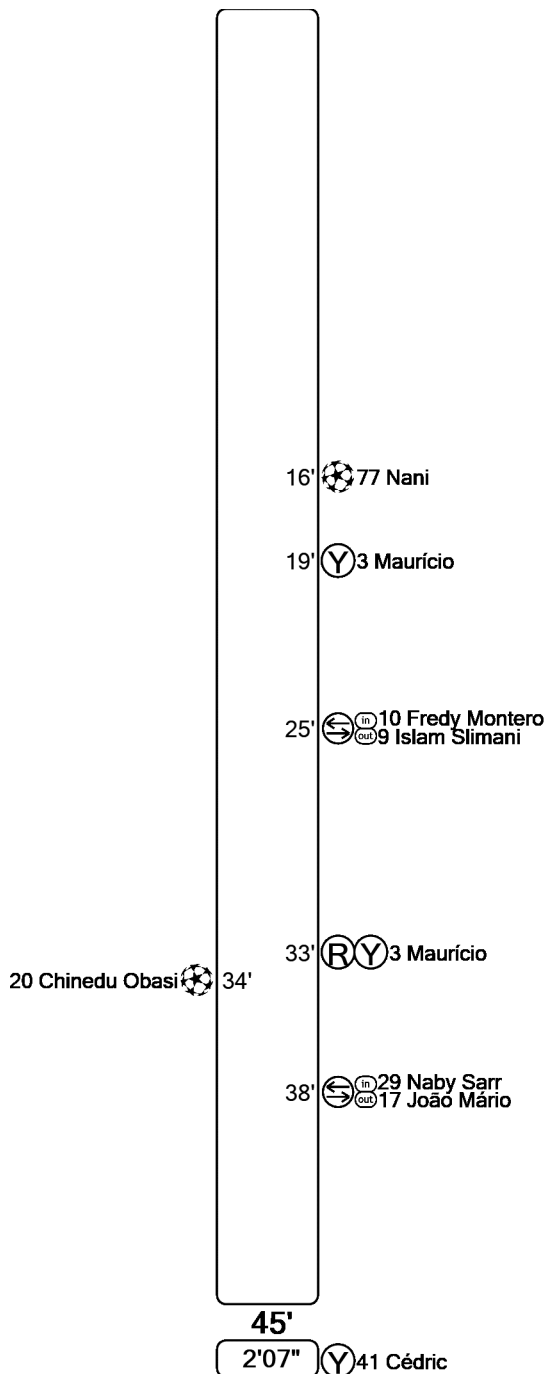 16' 77 Nani
19' Y 3 Maurício
25' in 10 Fredy Montero
out 9 Islam Slimani
33' R Y 3 Maurício
20 Chinedu Obasi 34'
38' in 29 Naby Sarr
out 17 João Mário
45'
2'07" Y 41 Cédric